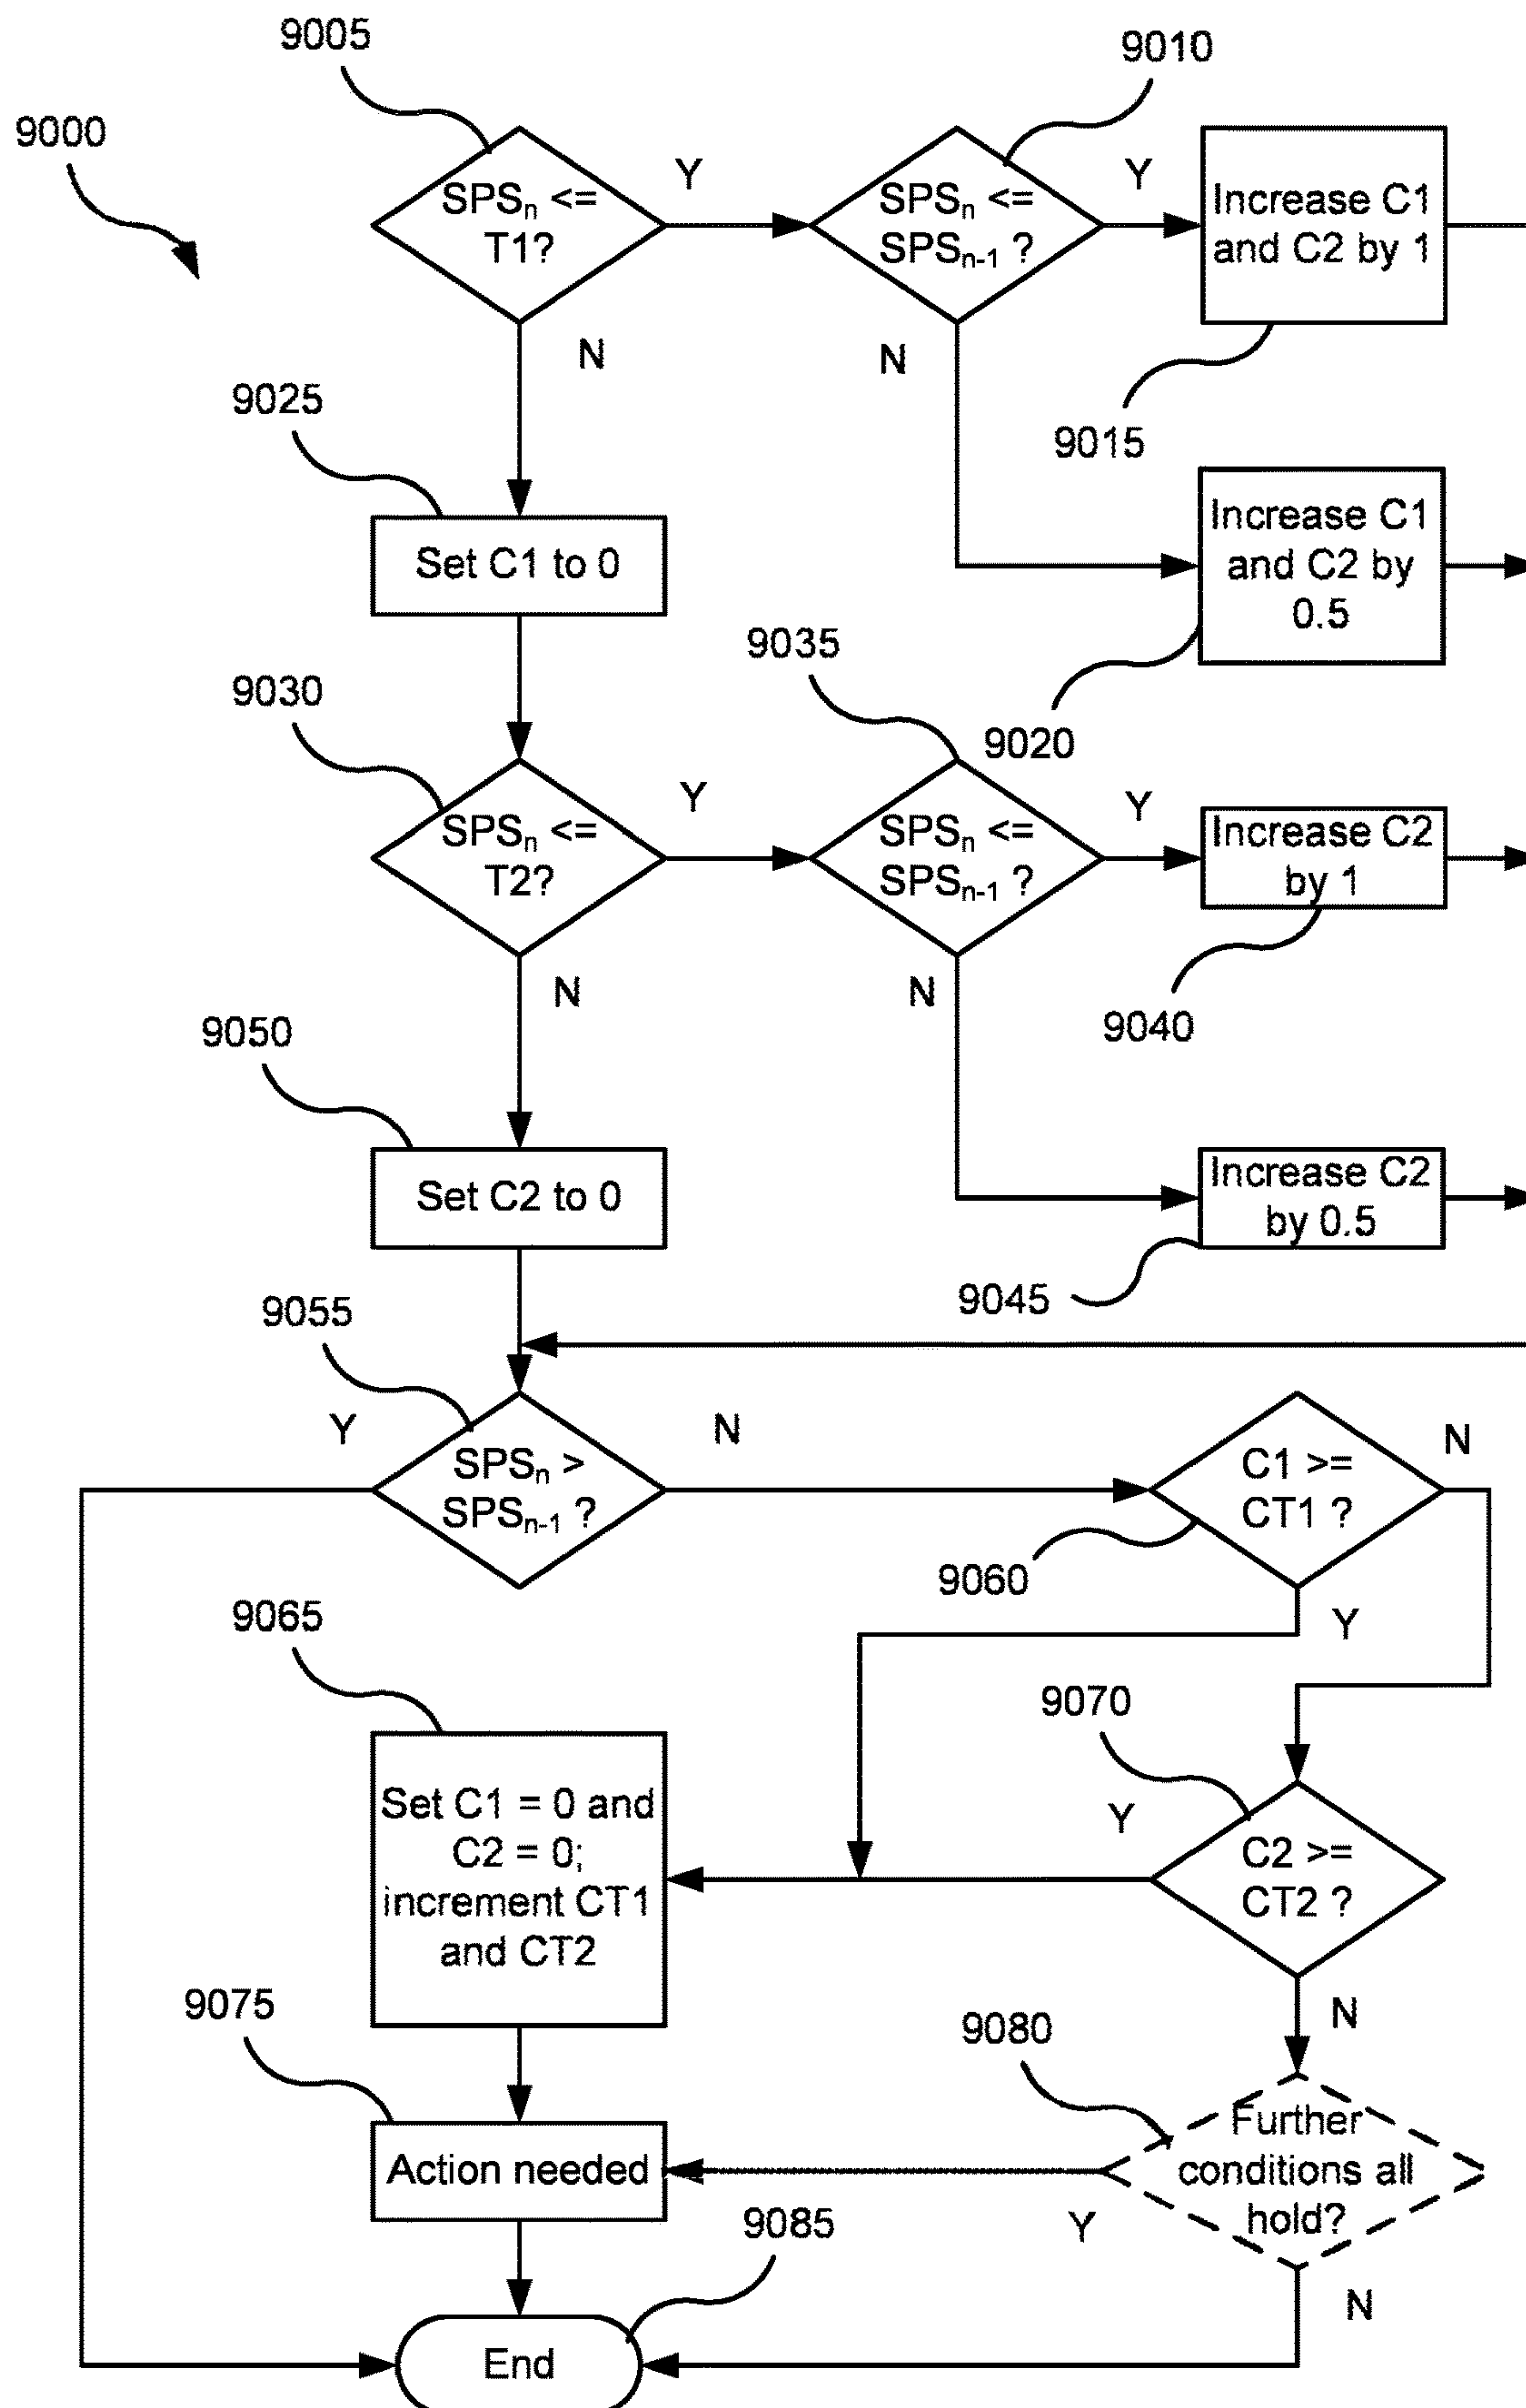 9005
9010
9000
SPSn <=
T1?
Y
SPSn <=
SPSn-1 ?
Y
Increase C1
and C2 by 1
N
N
9015
9025
Set C1 to 0
Increase C1
and C2 by
0.5
9020
9030
9035
SPSn <=
T2?
Y
SPSn <=
SPSn-1 ?
Y
Increase C2
by 1
N
N
9040
9050
Set C2 to 0
Increase C2
by 0.5
9045
9055
Y
SPSn >
SPSn-1 ?
N
C1 >=
CT1 ?
N
9060
Y
9065
Set C1 = 0 and
C2 = 0;
increment CT1
and CT2
9070
Y
C2 >=
CT2 ?
N
9075
Action needed
9080
Further
conditions all
hold?
Y
N
9085
End